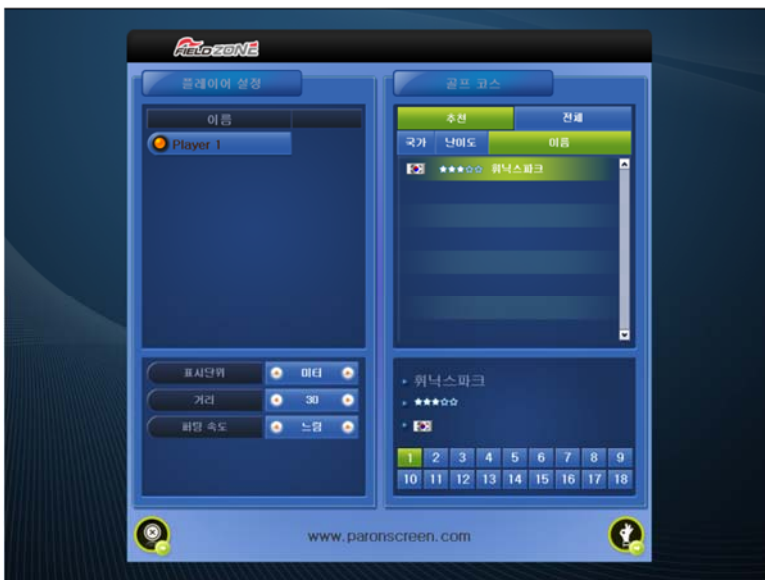 FIELDZONE
플레이어 설정
이름
Player 1
표시단위 미터
거리 30
퍼팅 속도 느림
골프 코스
추천 전체
국가 난이도 이름
휘닉스파크
휘닉스파크
1 2 3 4 5 6 7 8 9
10 11 12 13 14 15 16 17 18
www.paronscreen.com